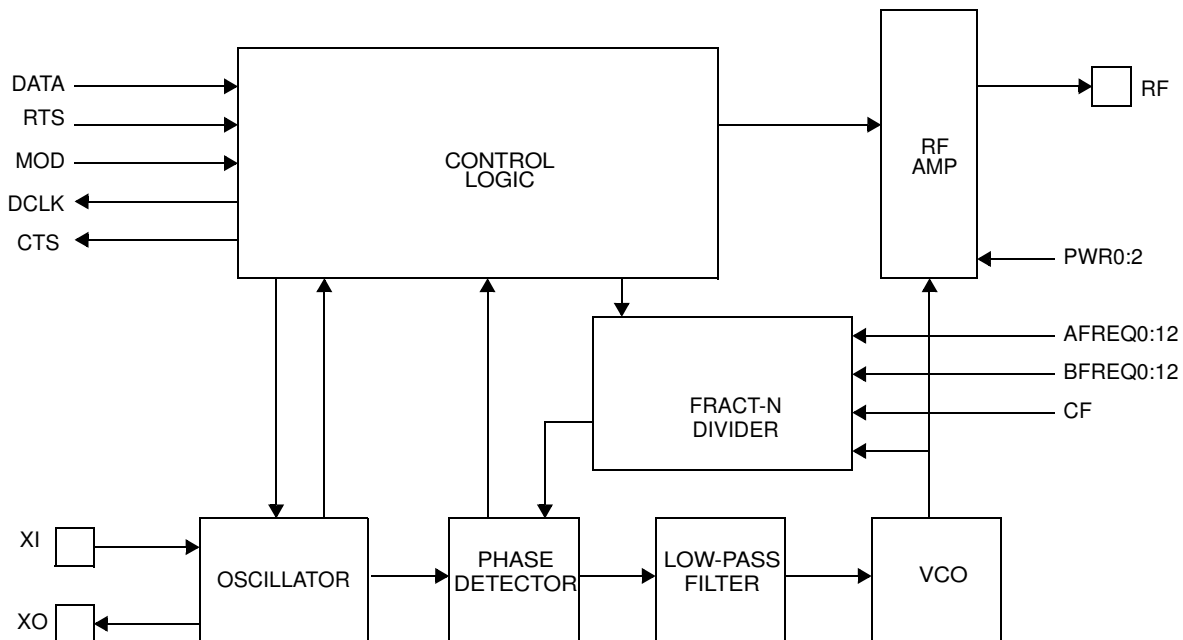 DATA
RTS
MOD
DCLK
CTS
CONTROL
LOGIC
RF
AMP
RF
PWR0:2
AFREQ0:12
BFREQ0:12
CF
FRACT-N
DIVIDER
XI
XO
OSCILLATOR
PHASE
DETECTOR
LOW-PASS
FILTER
VCO